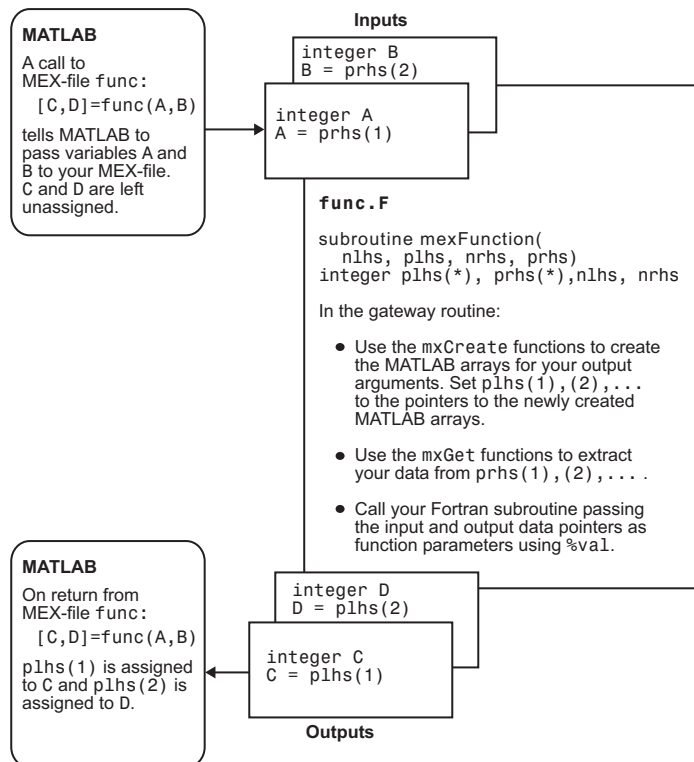 MATLAB
A call to
MEX-file func:
[C,D]=func(A,B)
tells MATLAB to
pass variables A and
B to your MEX-file.
C and D are left
unassigned.
Inputs
integer B
B = prhs(2)
integer A
A = prhs(1)
func.F
subroutine mexFunction(
nlhs, plhs, nrhs, prhs)
integer plhs(*), prhs(*),nlhs, nrhs
In the gateway routine:
● Use the mxCreate functions to create
the MATLAB arrays for your output
arguments. Set plhs(1),(2),...
to the pointers to the newly created
MATLAB arrays.
● Use the mxGet functions to extract
your data from prhs(1),(2),... .
● Call your Fortran subroutine passing
the input and output data pointers as
function parameters using %val.
MATLAB
On return from
MEX-file func:
[C,D]=func(A,B)
plhs(1) is assigned
to C and plhs(2) is
assigned to D.
integer D
D = plhs(2)
integer C
C = plhs(1)
Outputs